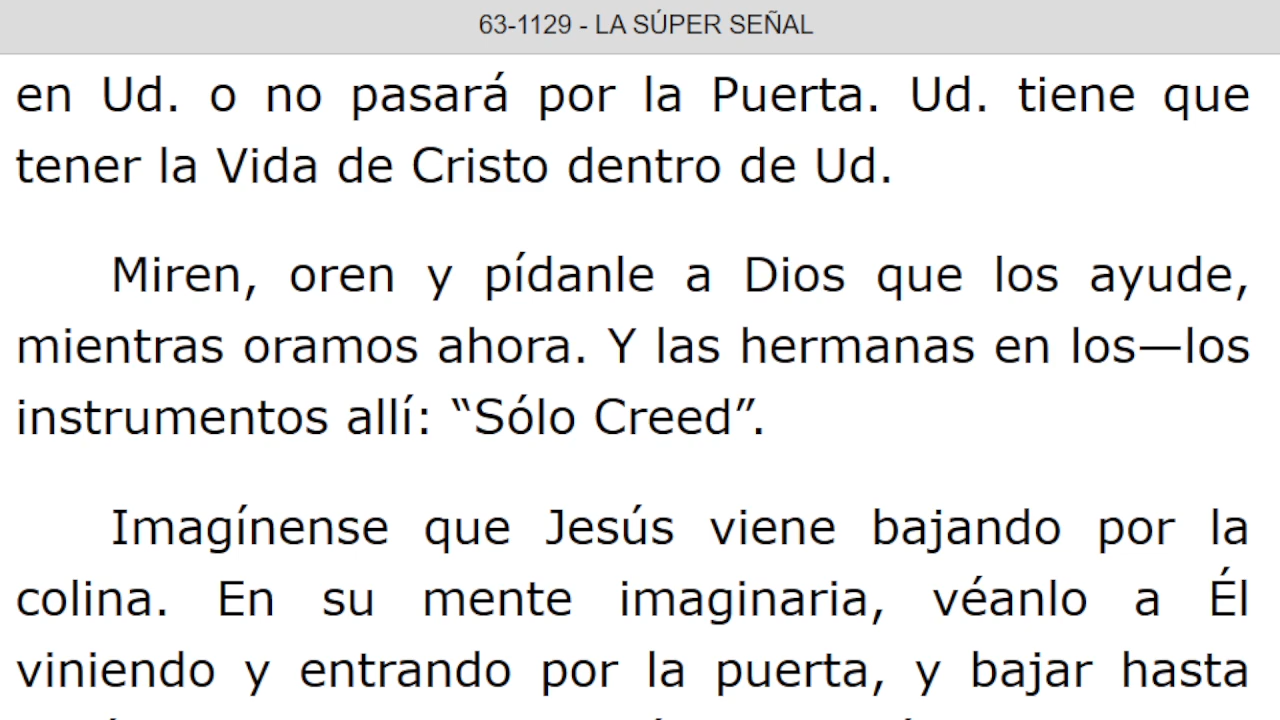 63-1129 - LA SÚPER SEÑAL
en Ud. o no pasará por la Puerta. Ud. tiene que
tener la Vida de Cristo dentro de Ud.
Miren, oren y pídanle a Dios que los ayude,
mientras oramos ahora. Y las hermanas en los—los
instrumentos allí: “Sólo Creed”.
Imagínense que Jesús viene bajando por la
colina. En su mente imaginaria, véanlo a Él
viniendo y entrando por la puerta, y bajar hasta